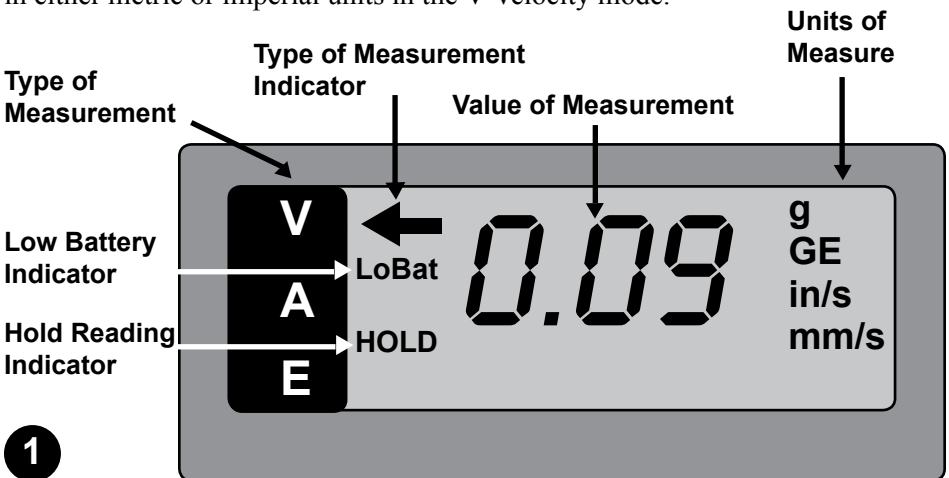 in either metric or imperial units in the V Velocity mode.
Units of
Measure
Type of Measurement
Indicator
Type of
Measurement
Value of Measurement
V
A
E
LoBat
HOLD
0.09
g
GE
in/s
mm/s
Low Battery
Indicator
Hold Reading
Indicator
1